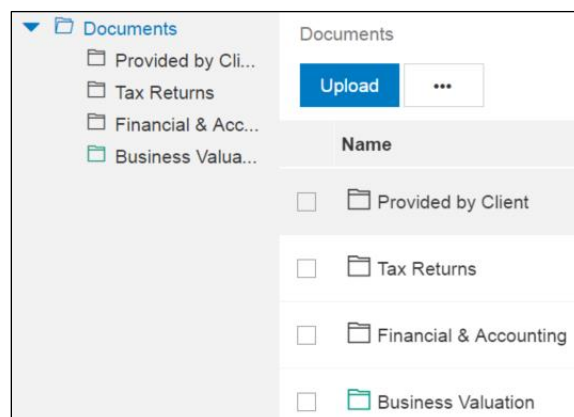 Documents
Provided by Cli...
Tax Returns
Financial & Acc...
Business Valua...
Documents
Upload
•••
Name
Provided by Client
Tax Returns
Financial & Accounting
Business Valuation